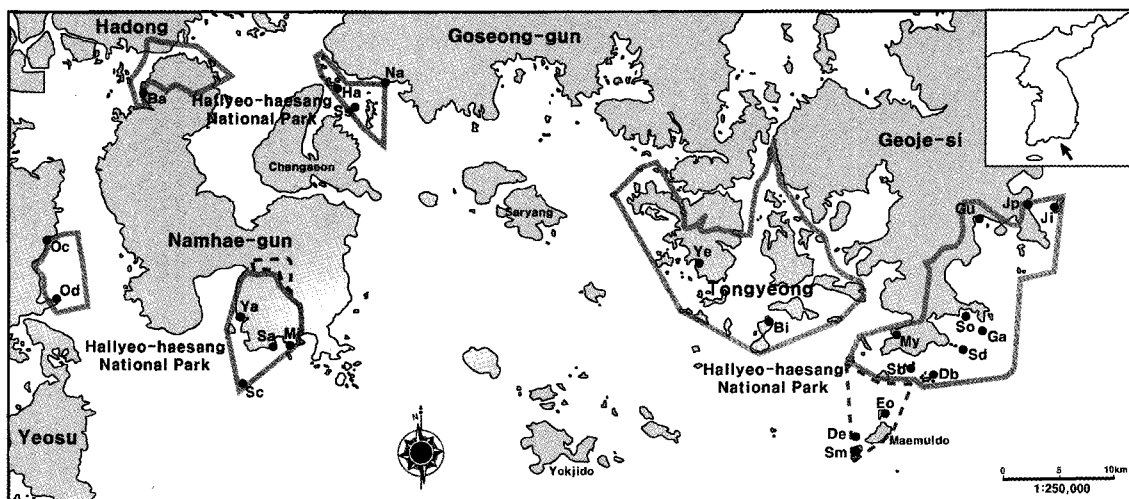 Hadong
Goseong-gun
Na
Ha
Ba
Hallyeo-haesang
National Park
Changseon
Geoje-si
Saryang
Gu
Jp
Ji
Namhae-gun
Oc
Ye
Od
Tongyeong
Ya
Bi
So
Ga
Sa
My
Sd
Hallyeo-haesang
National Park
Hallyeo-haesang
National Park
Sb
Db
Sc
Eo
Yeosu
N
De
Maemuldo
Sm
Yokjido
0 5 10km
1:250,000